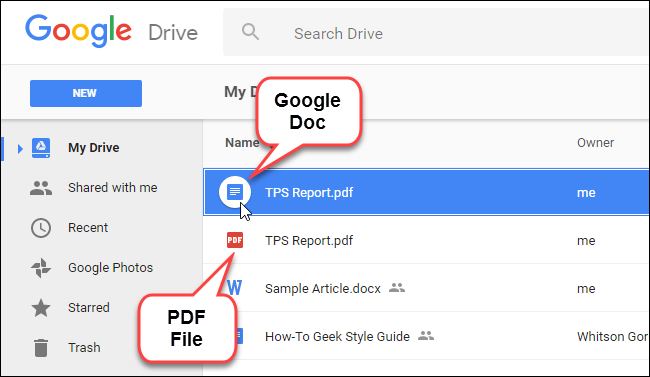 Google Drive
Search Drive
NEW
My D
Google
Doc
Name
Owner
My Drive
Shared with me
Recent
Google Photos
Starred
Trash
TPS Report.pdf
me
PDF
TPS Report.pdf
me
W
Sample Article.docx
me
How-To Geek Style Guide
Whitson Gor
PDF
File